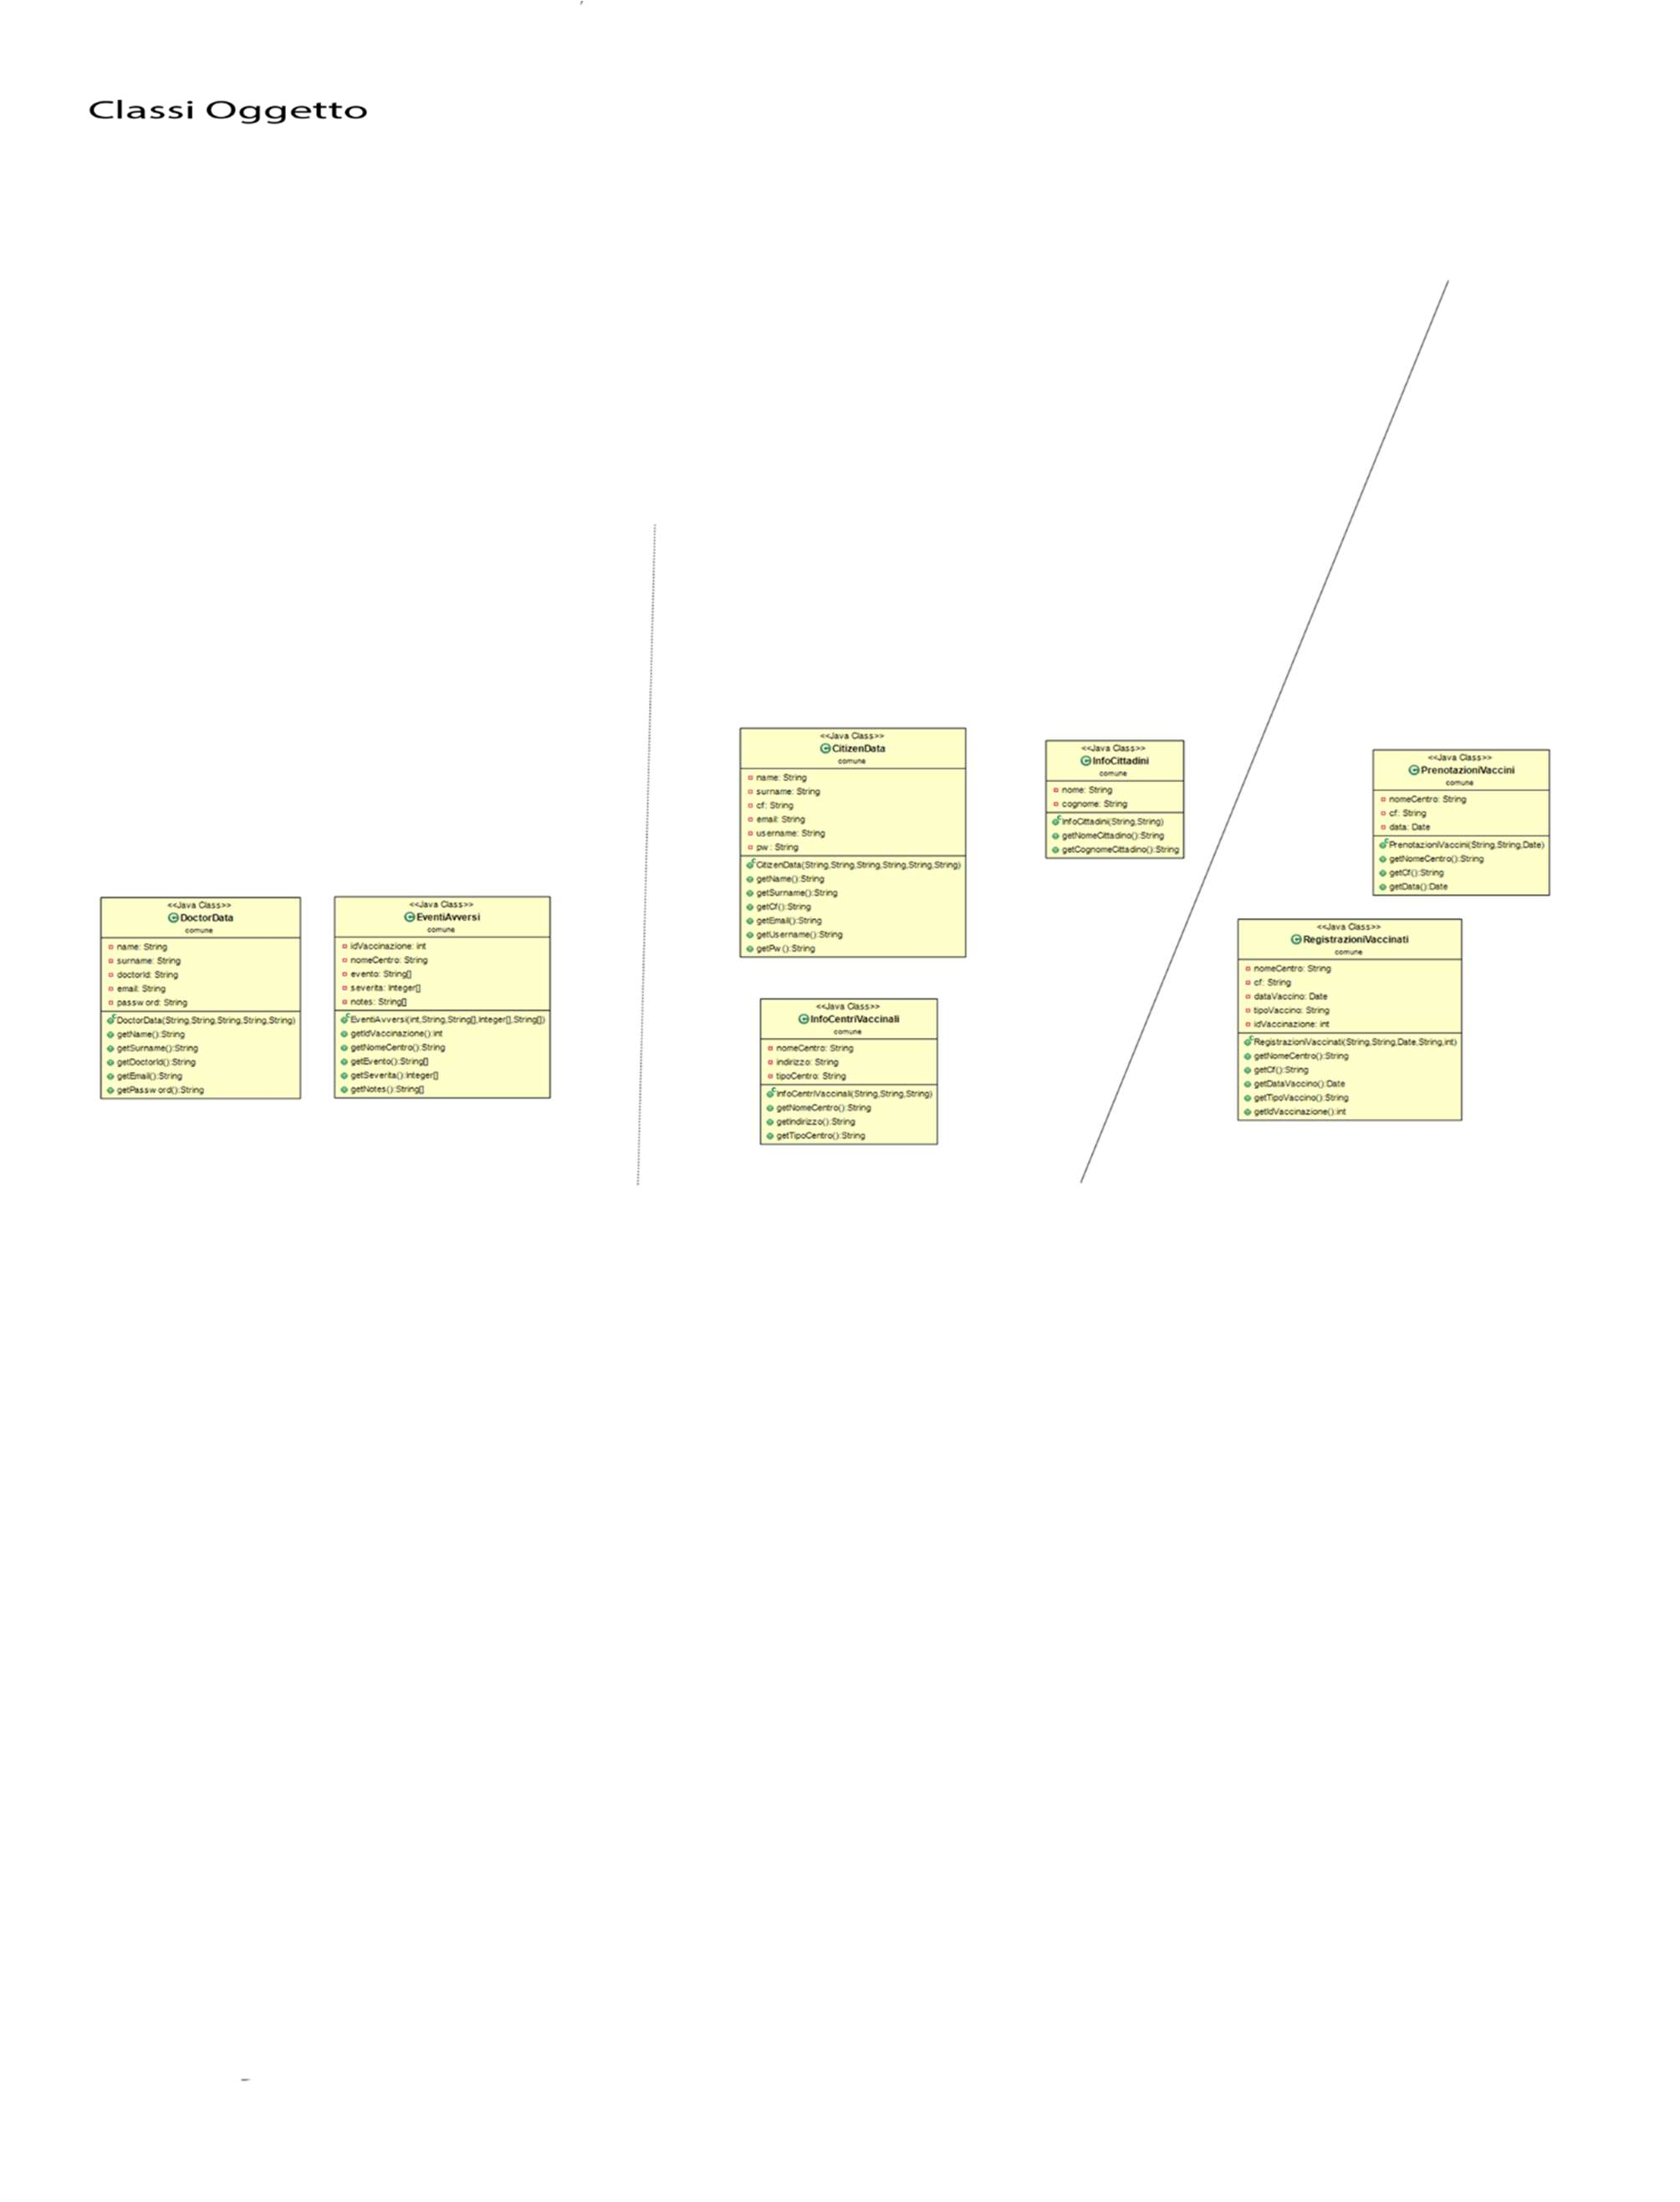 Classi Oggetto
<<Java Class>>
DoctorData
comune
name: String
surname: String
doctorId: String
email: String
password: String
DoctorData(String,String,String,String,String)
getName():String
getSurname():String
getDoctorId():String
getEmail():String
getPassword():String
<<Java Class>>
EventiAvversi
comune
idVaccinazione: int
nomeCentro: String
evento: String[]
severita: Integer[]
notes: String[]
EventiAvversi(int,String,String[],Integer[],String[])
getIdVaccinazione():int
getNomeCentro():String
getEvento():String[]
getSeverita():Integer[]
getNotes():String[]
<<Java Class>>
CitizenData
comune
name: String
surname: String
cf: String
email: String
username: String
pw: String
CitizenData(String,String,String,String,String,String)
getName():String
getSurname():String
getCf():String
getEmail():String
getUsername():String
getPw():String
<<Java Class>>
InfoCentriVaccinali
comune
nomeCentro: String
indirizzo: String
tipoCentro: String
InfoCentriVaccinali(String,String,String)
getNomeCentro():String
getIndirizzo():String
getTipoCentro():String
<<Java Class>>
InfoCittadini
comune
nome: String
cognome: String
InfoCittadini(String,String)
getNomeCittadino():String
getCognomeCittadino():String
<<Java Class>>
PrenotazioniVaccini
comune
nomeCentro: String
cf: String
data: Date
PrenotazioniVaccini(String,String,Date)
getNomeCentro():String
getCf():String
getData():Date
<<Java Class>>
RegistrazioniVaccinati
comune
nomeCentro: String
cf: String
dataVaccino: Date
tipoVaccino: String
idVaccinazione: int
RegistrazioniVaccinati(String,String,Date,String,int)
getNomeCentro():String
getCf():String
getDataVaccino():Date
getTipoVaccino():String
getIdVaccinazione():int